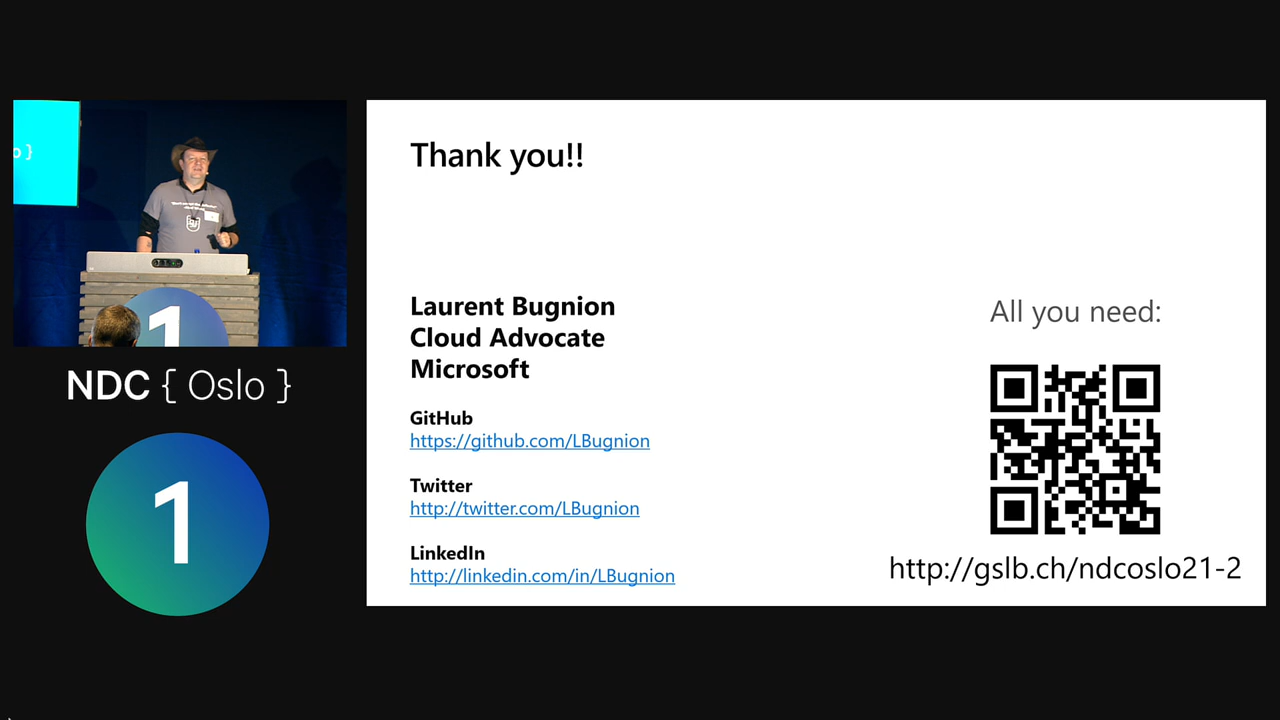 o }
1
NDC { Oslo }
1
Thank you!!
Laurent Bugnion
Cloud Advocate
Microsoft
GitHub
https://github.com/LBugnion
Twitter
http://twitter.com/LBugnion
LinkedIn
http://linkedin.com/in/LBugnion
All you need:
http://gslb.ch/ndcoslo21-2